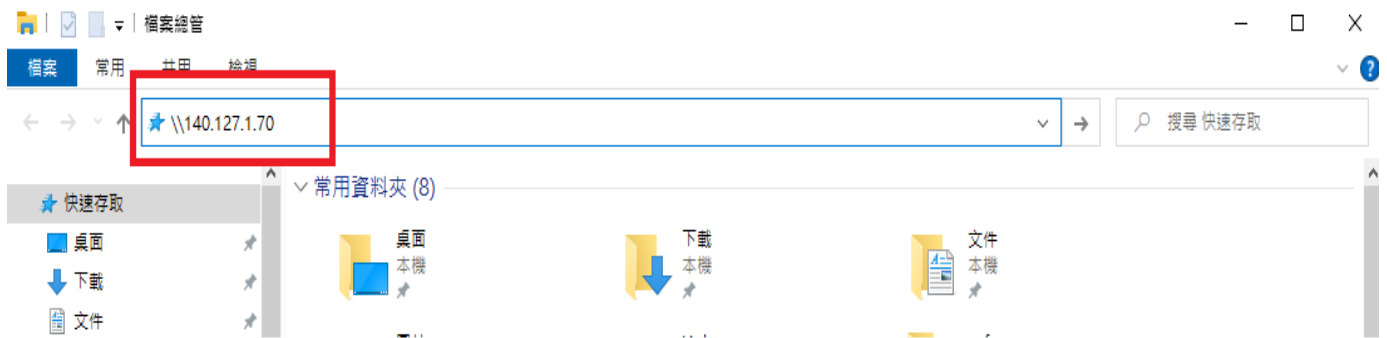 檔案總管
檔案 常用 共用 檢視
\\140.127.1.70
搜尋 快速存取
常用資料夾 (8)
快速存取
桌面
下載
文件
桌面
本機
下載
本機
文件
本機